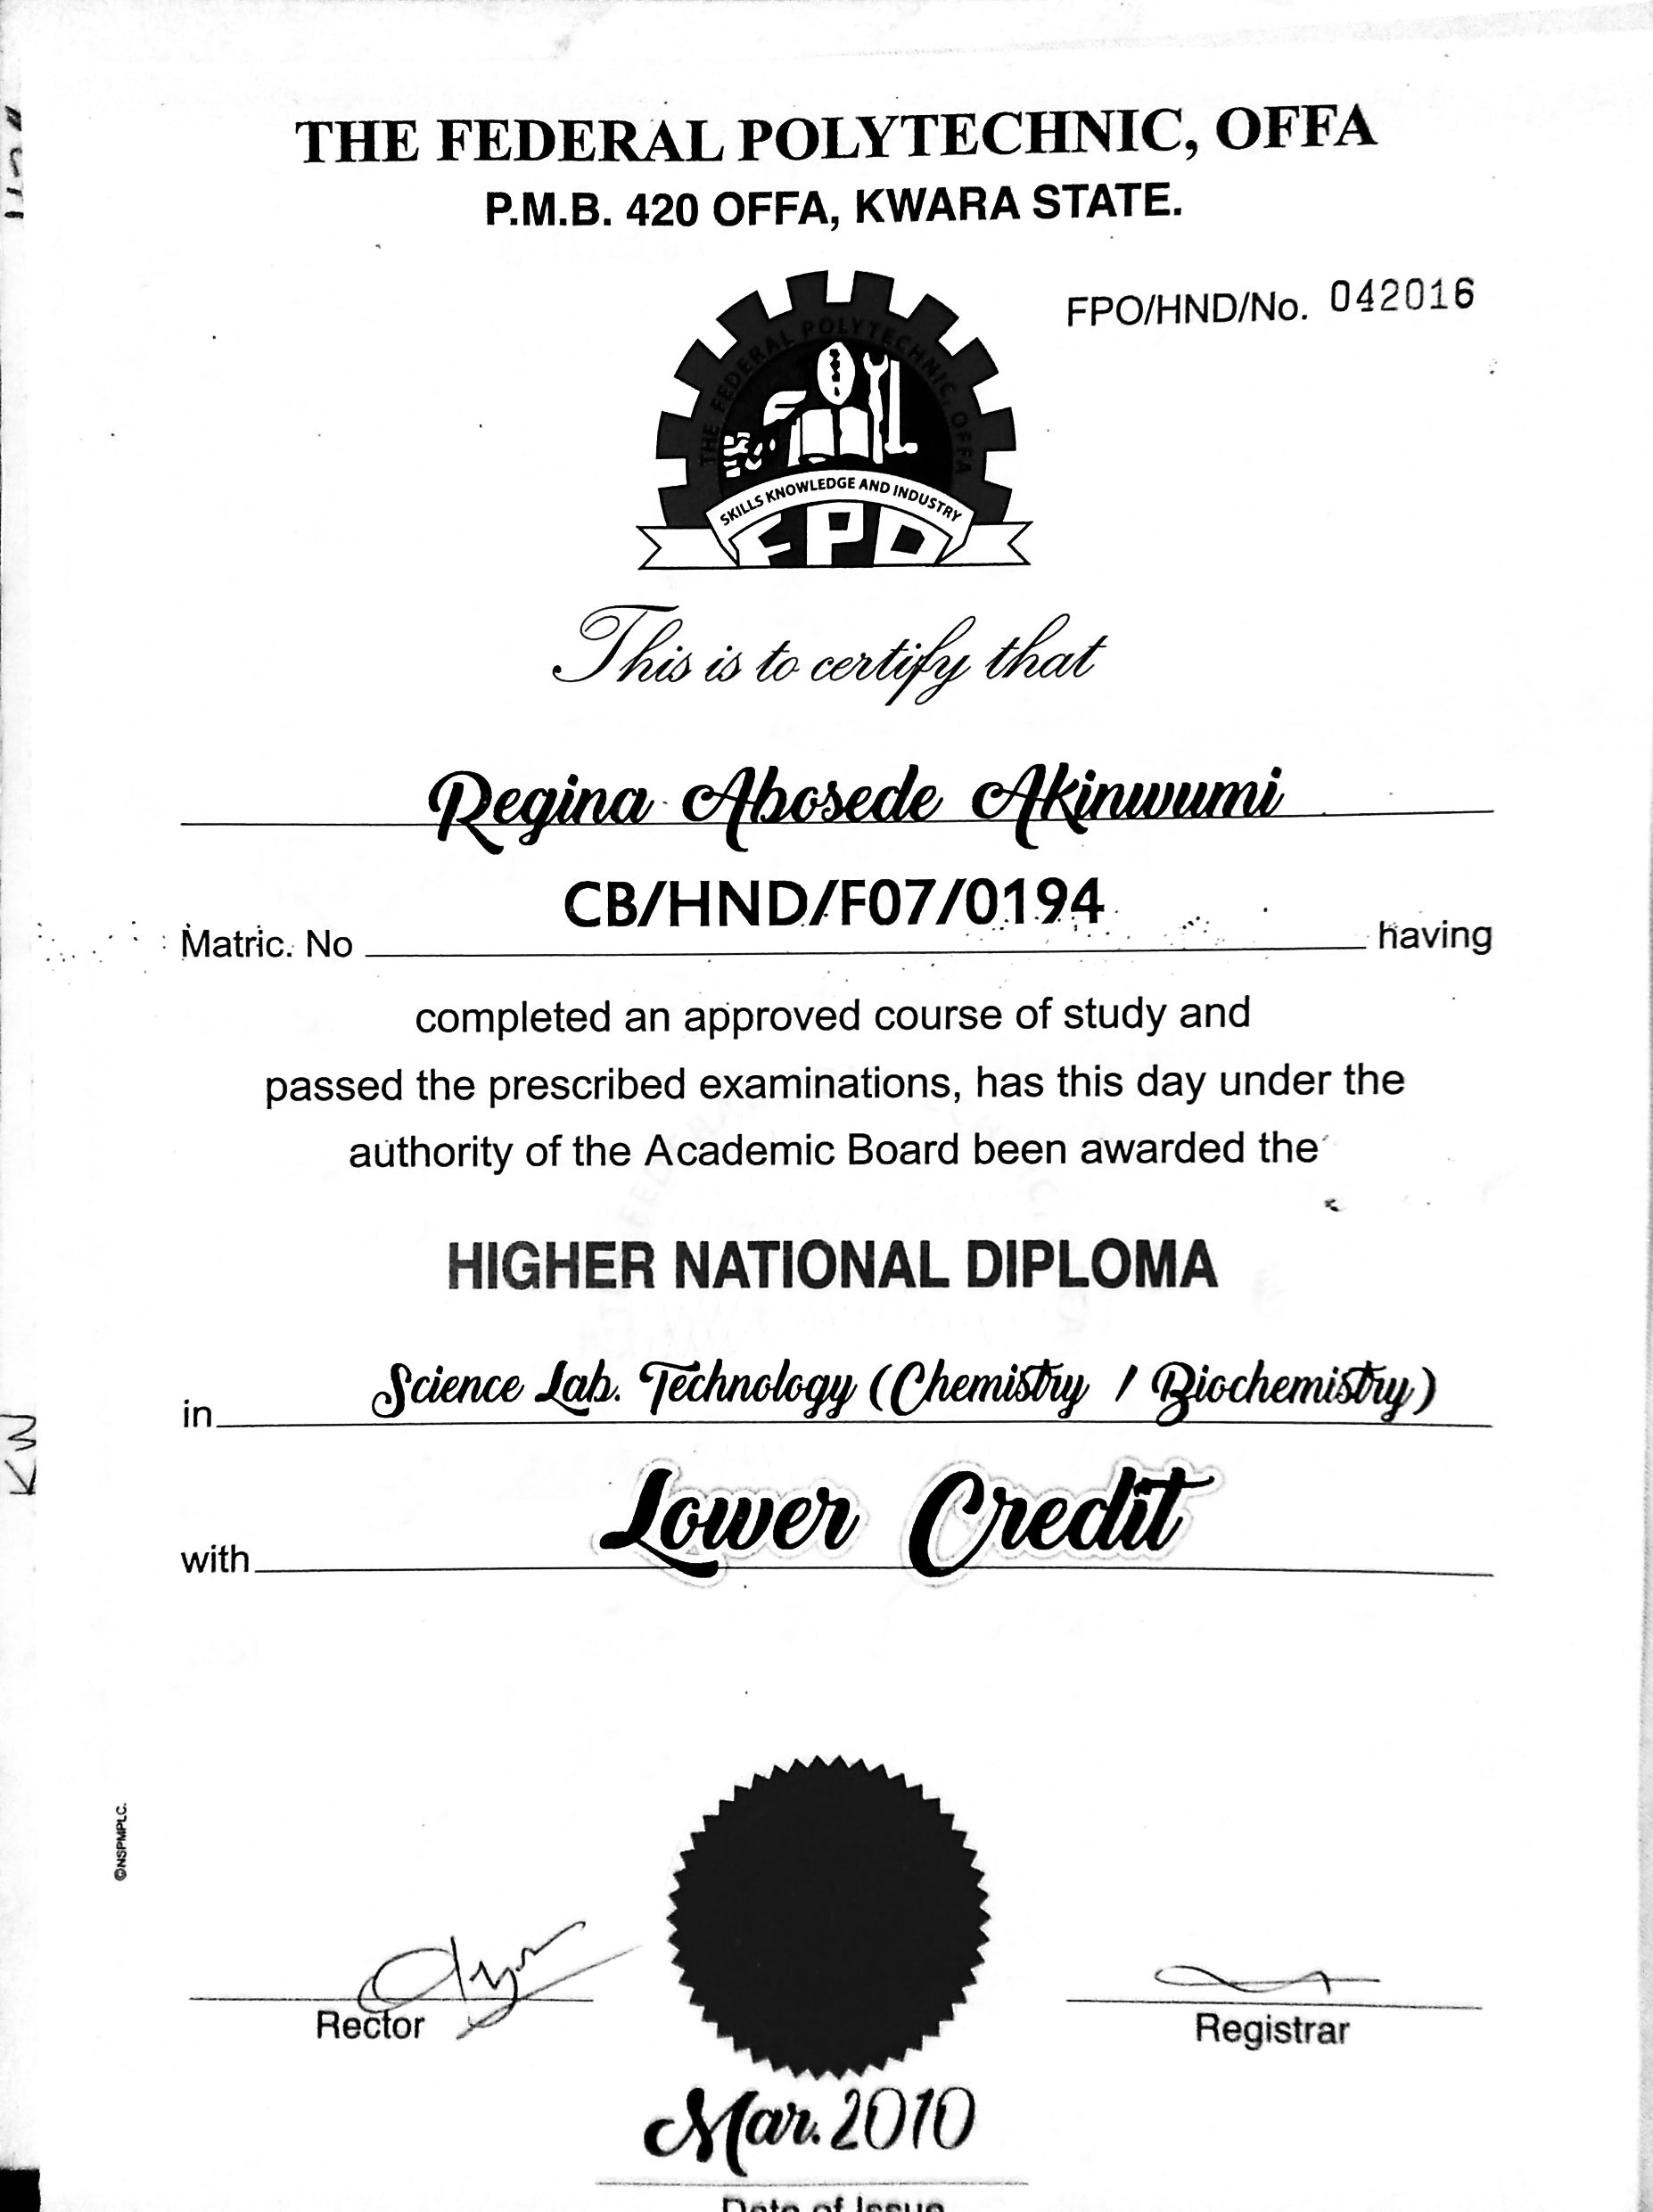 THE FEDERAL POLYTECHNIC, OFFA
P.M.B. 420 OFFA, KWARA STATE.
FPO/HND/No. 042016
THE FEDERAL POLYTECHNIC, OFFA
SKILLS KNOWLEDGE AND INDUSTRY
FPO
This is to certify that
Regina Abosede Akinwumi
CB/HND/F07/0194
Matric. No having
completed an approved course of study and
passed the prescribed examinations, has this day under the
authority of the Academic Board been awarded the
HIGHER NATIONAL DIPLOMA
in Science Lab. Technology (Chemistry / Biochemistry)
with Lower Credit
©NSPMPLC.
Rector
Registrar
Mar. 2010
Date of Issue
KW